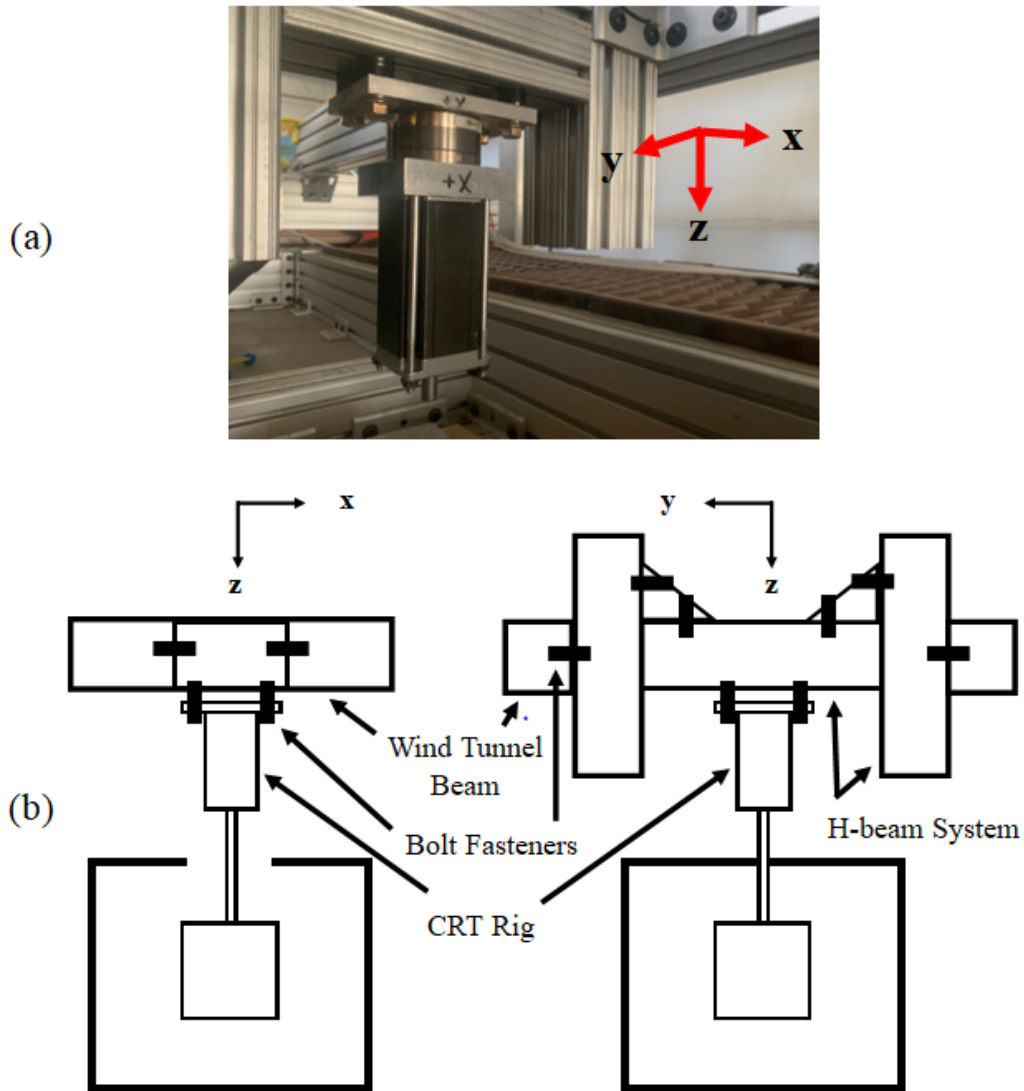 (a)
+Y
+X
y
x
z
x
z
y
z
Wind Tunnel
Beam
(b)
Bolt Fasteners
H-beam System
CRT Rig